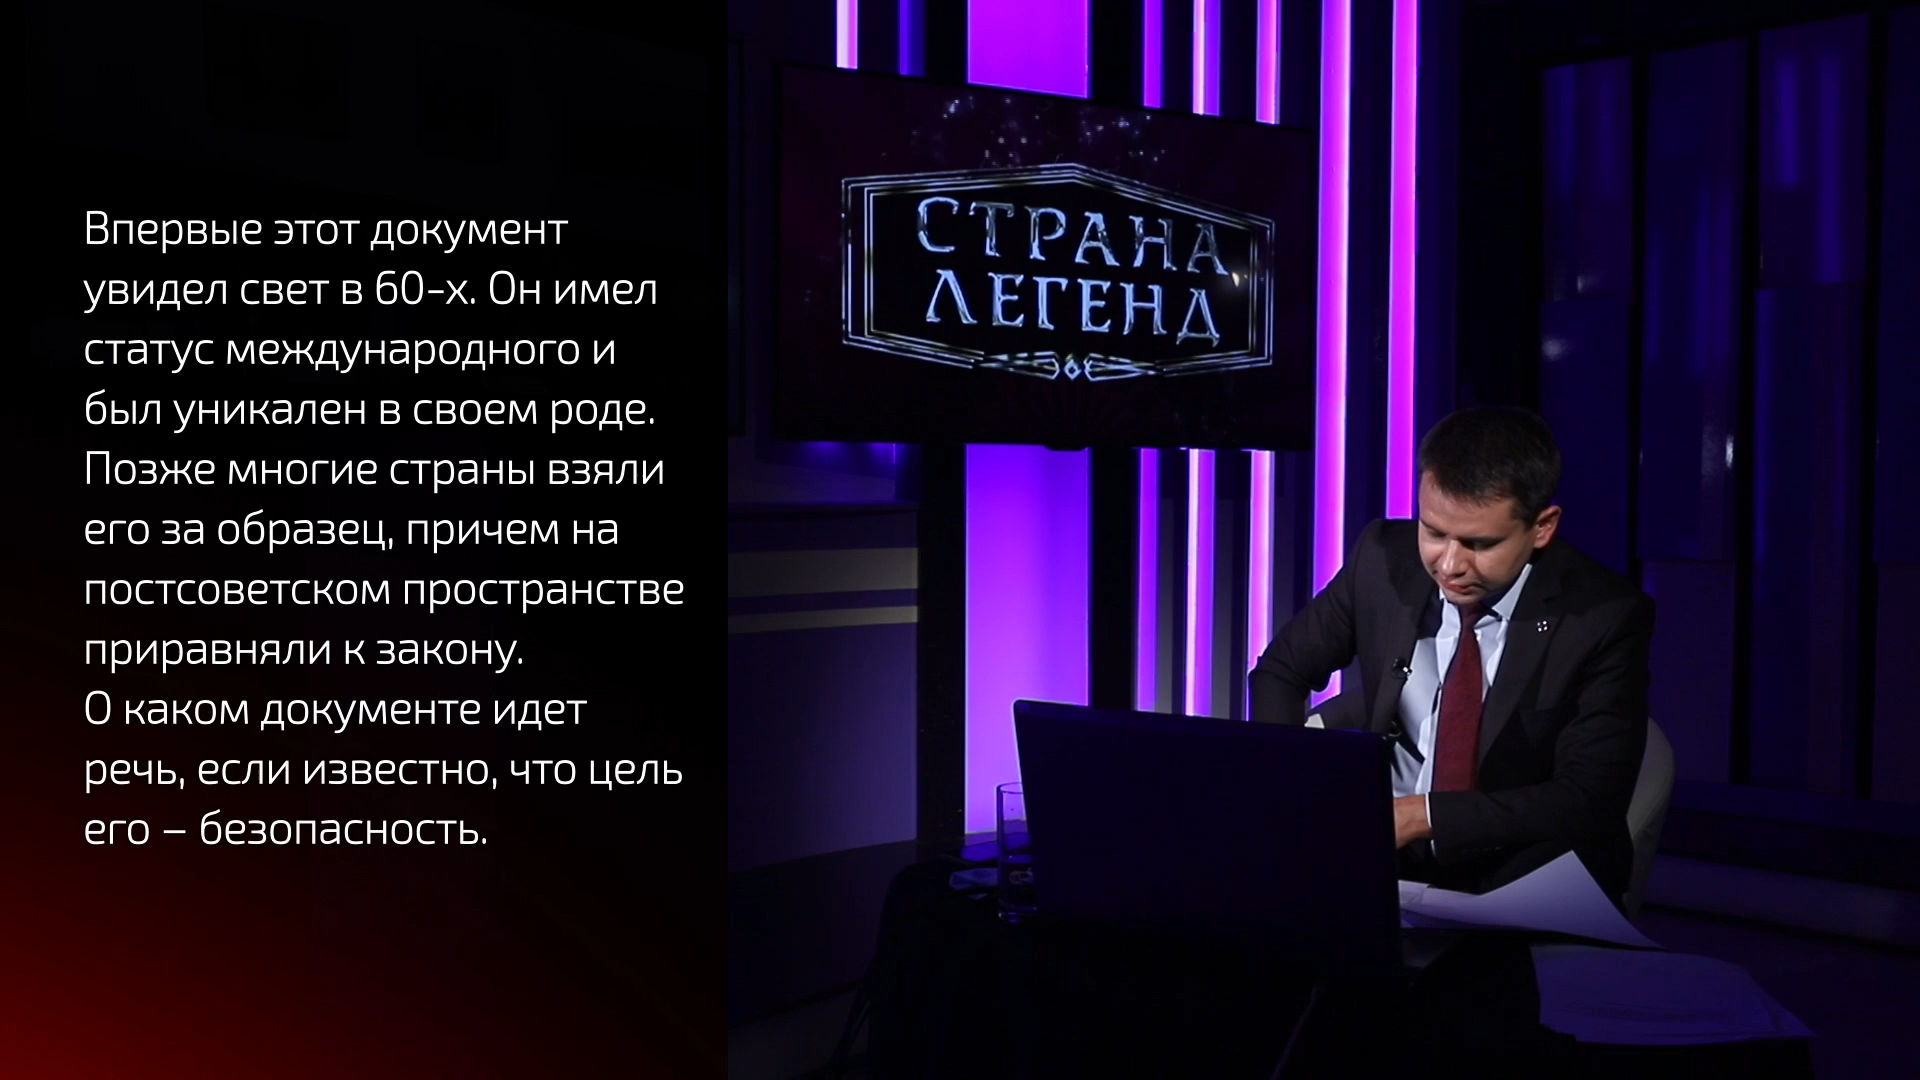 Впервые этот документ
увидел свет в 60-х. Он имел
статус международного и
был уникален в своем роде.
Позже многие страны взяли
его за образец, причем на
постсоветском пространстве
приравняли к закону.
О каком документе идет
речь, если известно, что цель
его – безопасность.
СТРАНА
ЛЕГЕНД